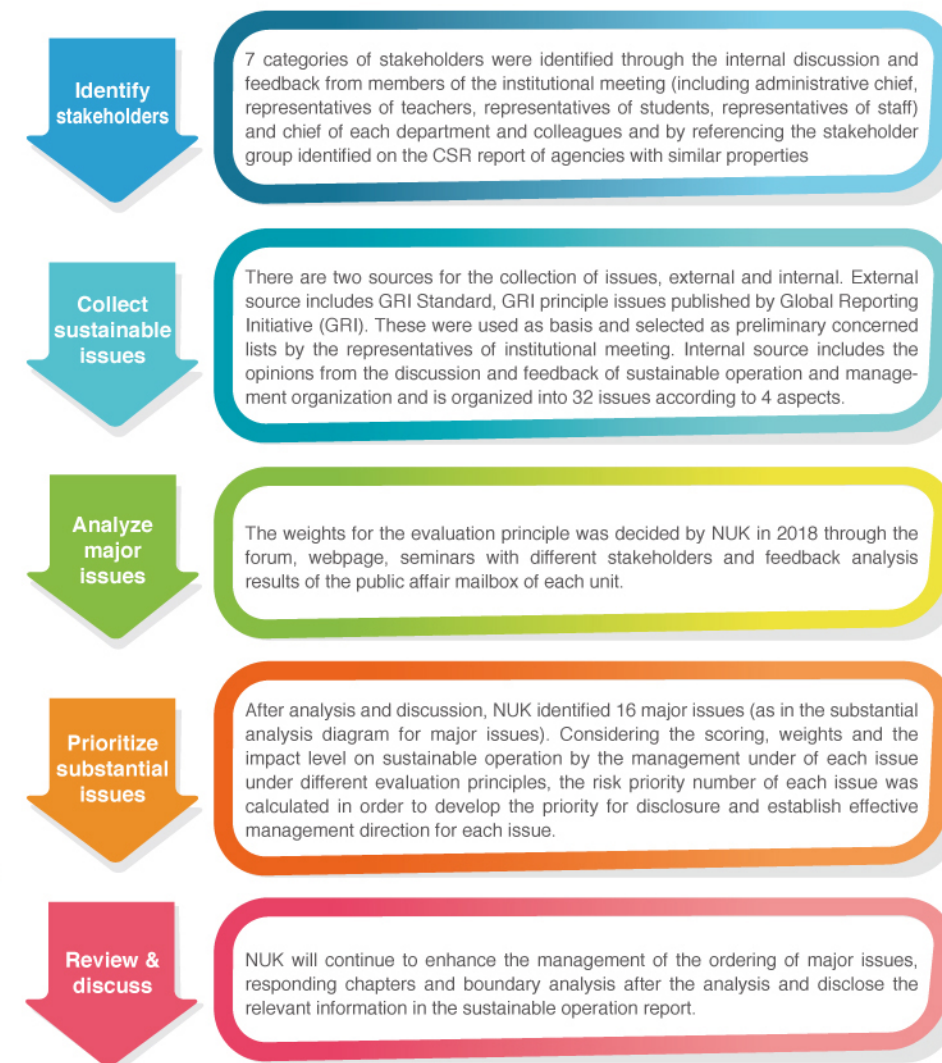 Identify
stakeholders
7 categories of stakeholders were identified through the internal discussion and
feedback from members of the institutional meeting (including administrative chief,
representatives of teachers, representatives of students, representatives of staff)
and chief of each department and colleagues and by referencing the stakeholder
group identified on the CSR report of agencies with similar properties
Collect
sustainable
issues
There are two sources for the collection of issues, external and internal. External
source includes GRI Standard, GRI principle issues published by Global Reporting
Initiative (GRI). These were used as basis and selected as preliminary concerned
lists by the representatives of institutional meeting. Internal source includes the
opinions from the discussion and feedback of sustainable operation and manage-
ment organization and is organized into 32 issues according to 4 aspects.
Analyze
major
issues
The weights for the evaluation principle was decided by NUK in 2018 through the
forum, webpage, seminars with different stakeholders and feedback analysis
results of the public affair mailbox of each unit.
Prioritize
substantial
issues
After analysis and discussion, NUK identified 16 major issues (as in the substantial
analysis diagram for major issues). Considering the scoring, weights and the
impact level on sustainable operation by the management under of each issue
under different evaluation principles, the risk priority number of each issue was
calculated in order to develop the priority for disclosure and establish effective
management direction for each issue.
Review &
discuss
NUK will continue to enhance the management of the ordering of major issues,
responding chapters and boundary analysis after the analysis and disclose the
relevant information in the sustainable operation report.